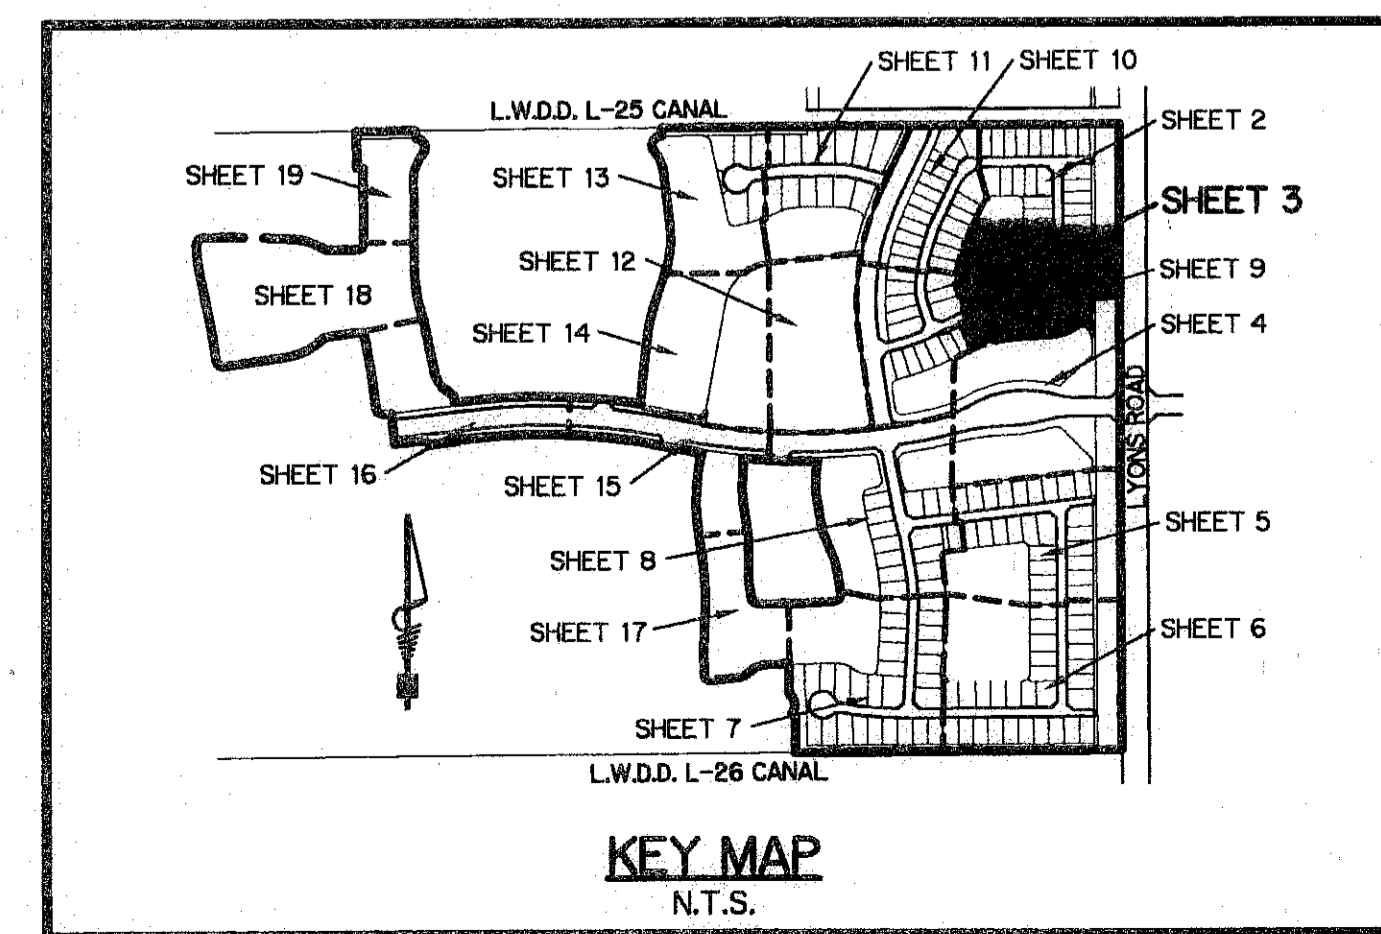 SHEET 11
SHEET 10
L.W.D.D. L-25 CANAL
SHEET 2
SHEET 19
SHEET 13
SHEET 3
SHEET 12
SHEET 9
SHEET 18
SHEET 14
SHEET 4
LYONS ROAD
SHEET 16
SHEET 15
SHEET 5
SHEET 8
SHEET 17
SHEET 6
SHEET 7
L.W.D.D. L-26 CANAL
KEY MAP
N.T.S.